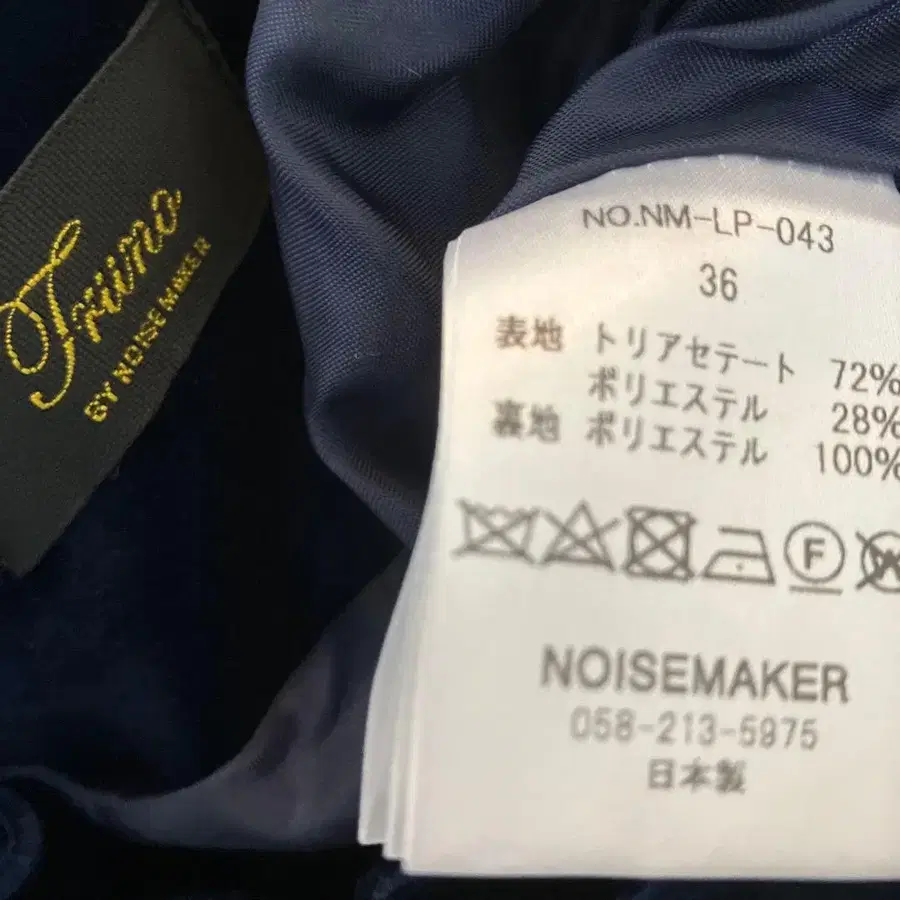 Truno
BY NOISEMAKER
NO.NM-LP-043
36
表地 トリアセテート 72%
ポリエステル 28%
裏地 ポリエステル 100%
F
W
NOISEMAKER
058-213-5975
日本製